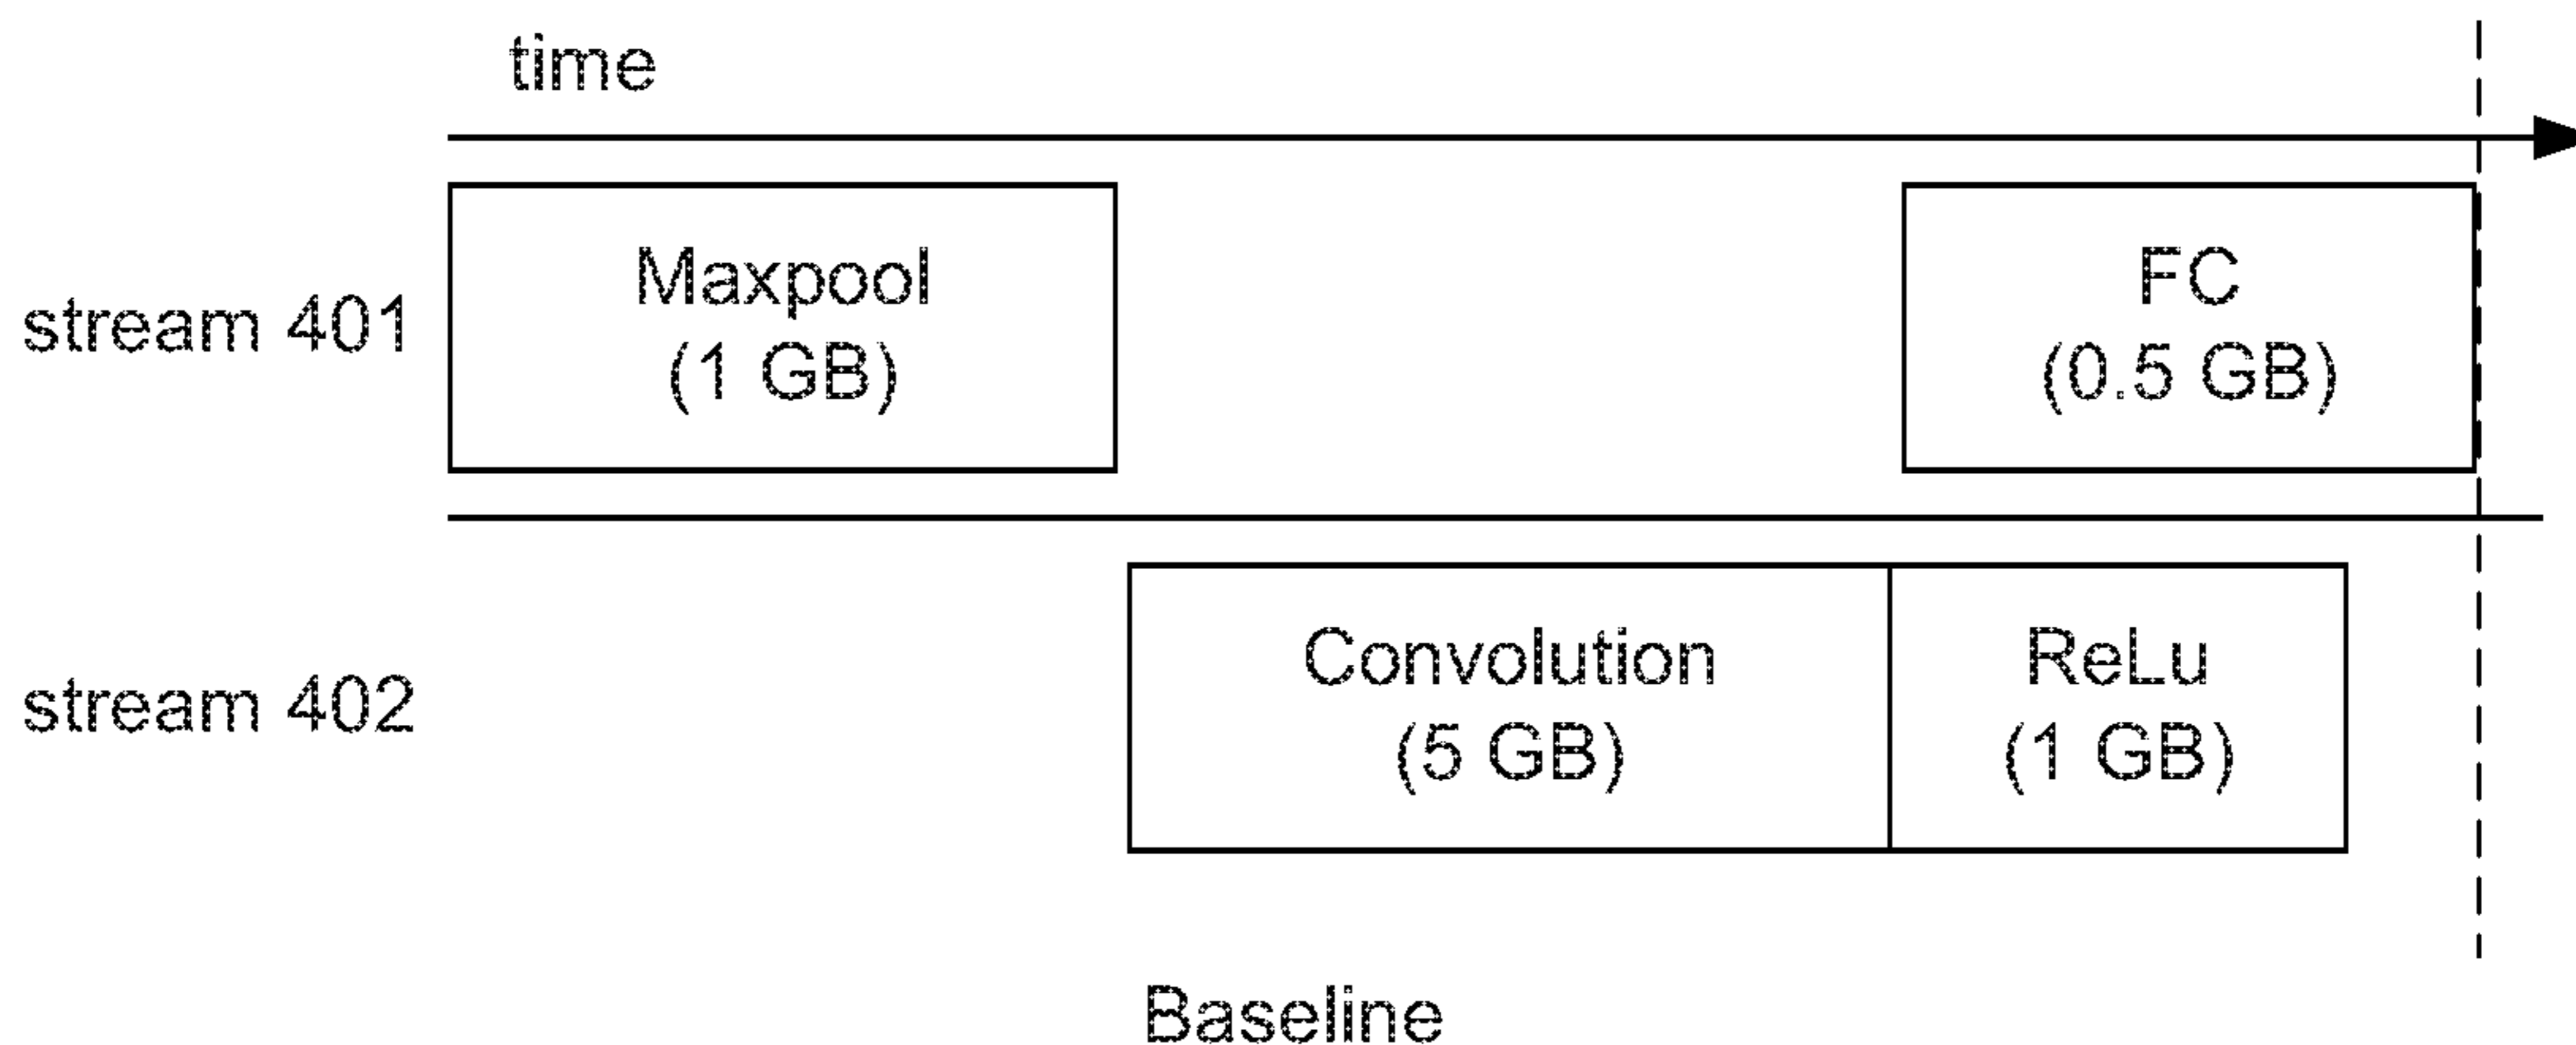 time
stream 401
Maxpool
(1 GB)
FC
(0.5 GB)
stream 402
Convolution
(5 GB)
ReLu
(1 GB)
Baseline